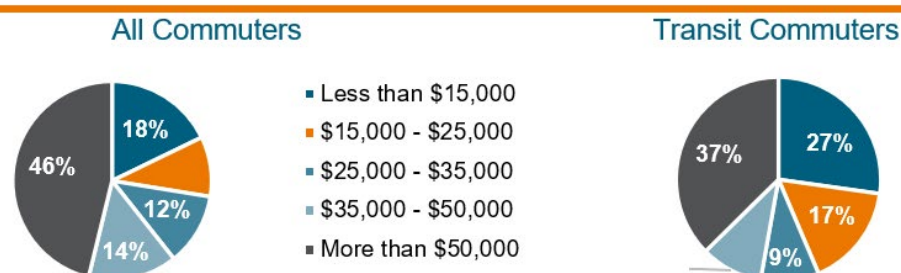 All Commuters
Transit Commuters
18%
46%
12%
14%
Less than $15,000
$15,000 - $25,000
$25,000 - $35,000
$35,000 - $50,000
More than $50,000
27%
37%
17%
9%